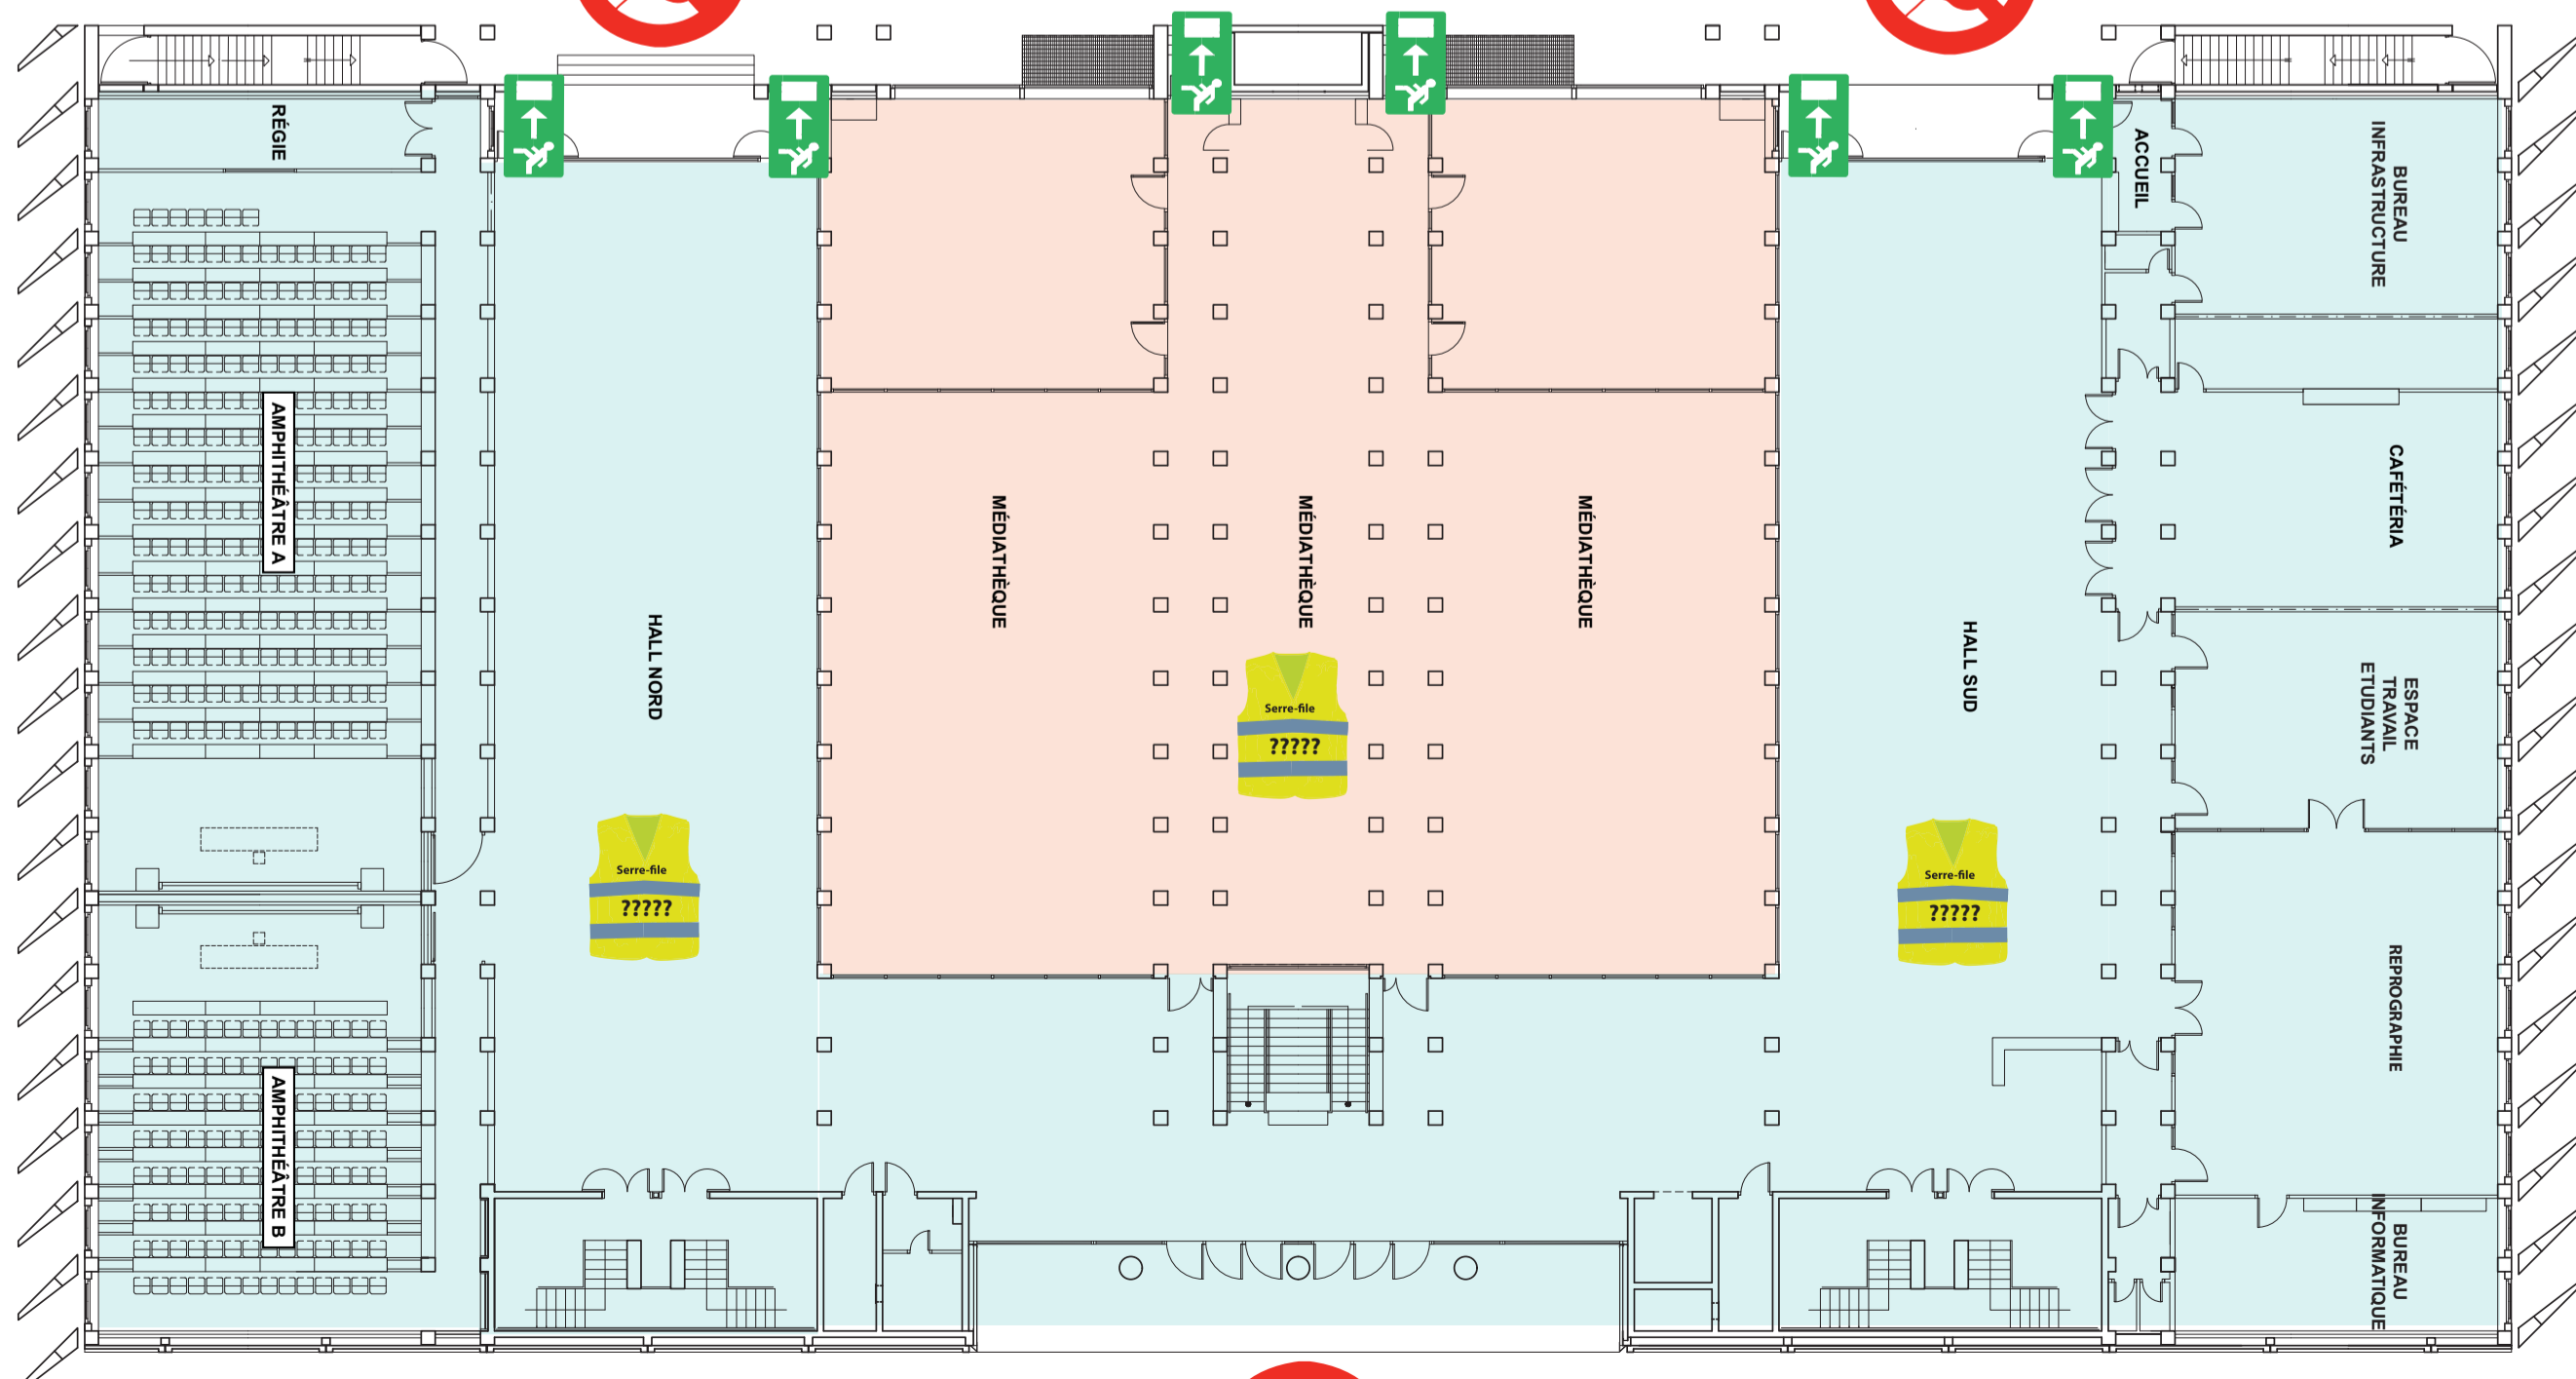 RÉGIE
AMPHITHÉÂTRE A
AMPHITHÉÂTRE B
HALL NORD
Serre-file
?????
MÉDIATHÈQUE
MÉDIATHÈQUE
Serre-file
?????
MÉDIATHÈQUE
HALL SUD
Serre-file
?????
ACCUEIL
BUREAU
INFRASTRUCTURE
CAFÉTÉRIA
ESPACE
TRAVAIL
ETUDIANTS
REPROGRAPHIE
BUREAU
INFORMATIQUE